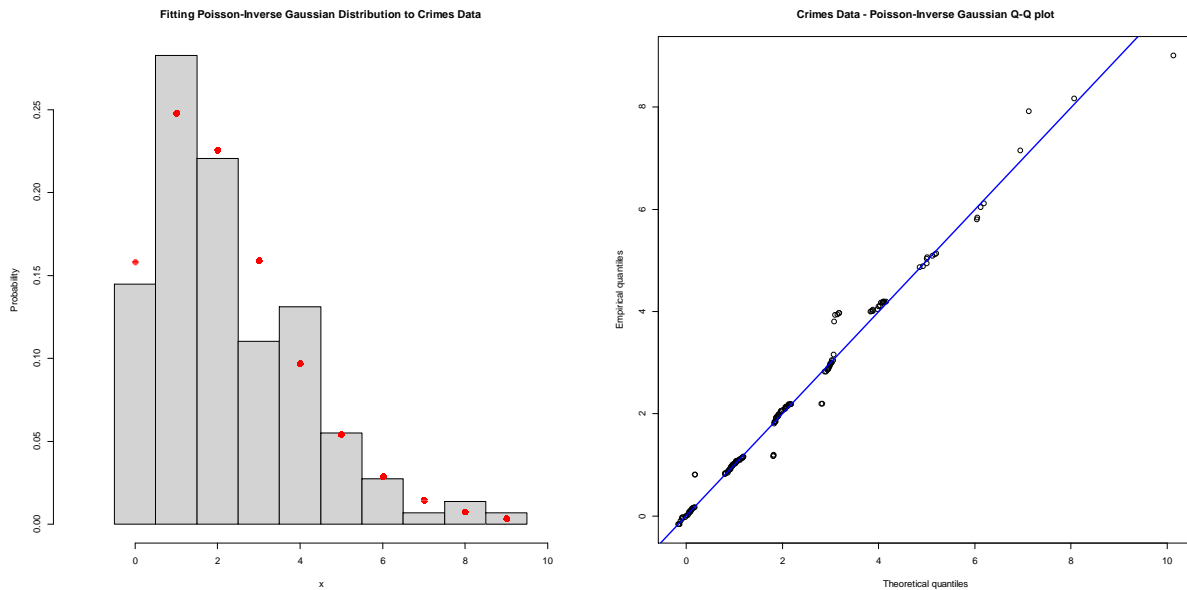 Fitting Poisson-Inverse Gaussian Distribution to Crimes Data
Probability
0.25
0.20
0.15
0.10
0.05
0.00
0 2 4 6 8 10
x
Crimes Data - Poisson-Inverse Gaussian Q-Q plot
Empirical quantiles
8
6
4
2
0
0 2 4 6 8 10
Theoretical quantiles